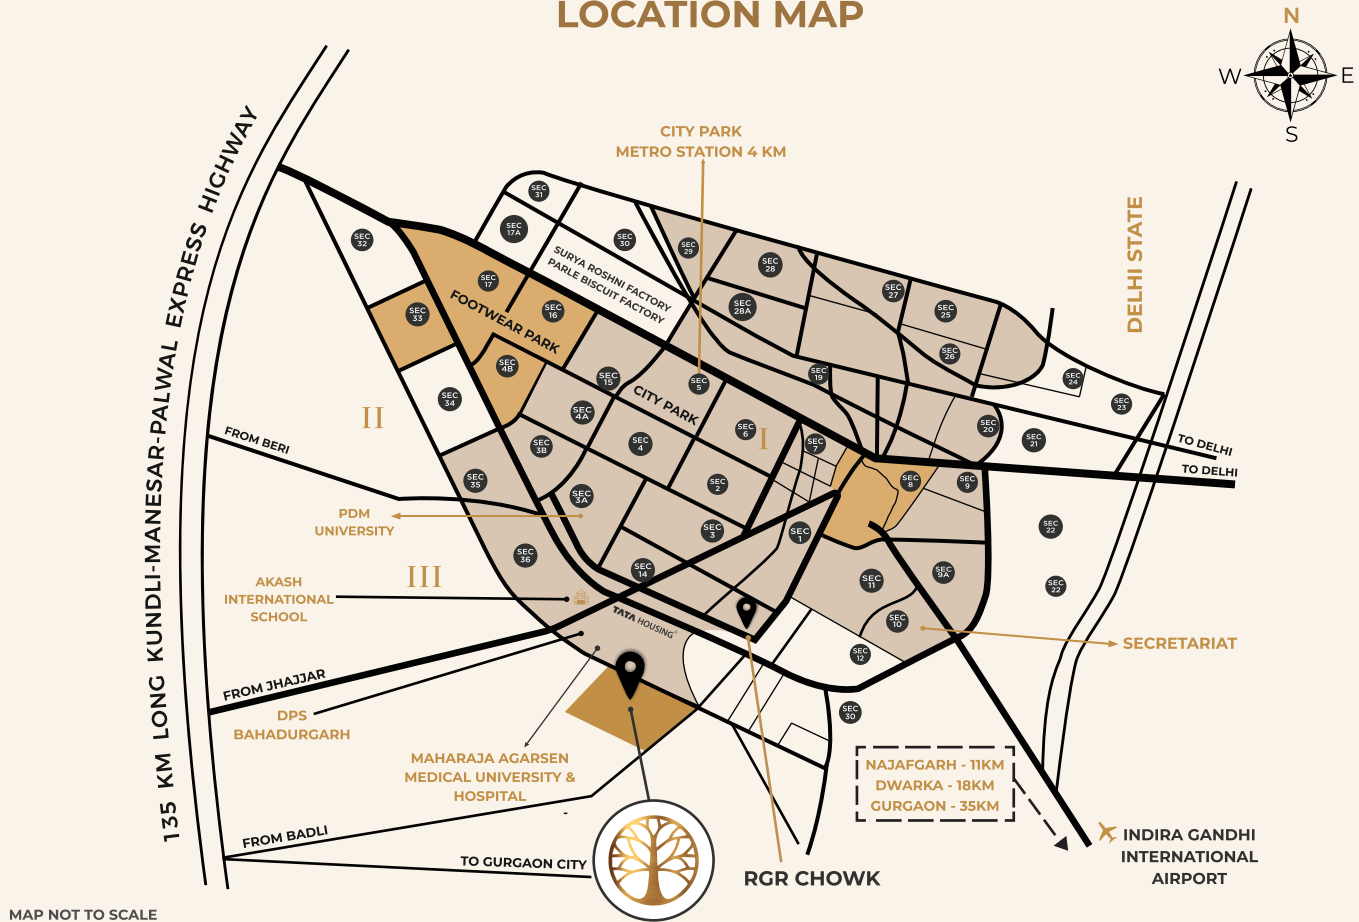 LOCATION MAP
N
W
E
S
135 KM LONG KUNDLI-MANESAR-PALWAL EXPRESS HIGHWAY
CITY PARK
METRO STATION 4 KM
DELHI STATE
SEC
31
SEC
17A
SEC
30
SEC
32
SEC
29
SEC
28
SURYA ROSHNI FACTORY
PARLE BISCUIT FACTORY
SEC
17
SEC
16
SEC
28A
SEC
27
SEC
25
SEC
33
FOOTWEAR PARK
SEC
26
SEC
4B
SEC
15
SEC
5
SEC
19
SEC
24
SEC
34
CITY PARK
SEC
23
SEC
4A
II
SEC
6
I
SEC
20
SEC
3B
SEC
4
SEC
7
SEC
21
FROM BERI
TO DELHI
TO DELHI
SEC
35
SEC
2
SEC
8
SEC
9
SEC
3A
PDM
UNIVERSITY
SEC
3
SEC
1
SEC
22
SEC
36
SEC
14
SEC
11
SEC
9A
SEC
22
III
AKASH
INTERNATIONAL
SCHOOL
TATA HOUSING
SEC
10
SECRETARIAT
SEC
12
FROM JHAJJAR
DPS
BAHADURGARH
SEC
30
MAHARAJA AGARSEN
MEDICAL UNIVERSITY &
HOSPITAL
-
NAJAFGARH - 11KM
DWARKA - 18KM
GURGAON - 35KM
FROM BADLI
TO GURGAON CITY
RGR CHOWK
INDIRA GANDHI
INTERNATIONAL
AIRPORT
MAP NOT TO SCALE